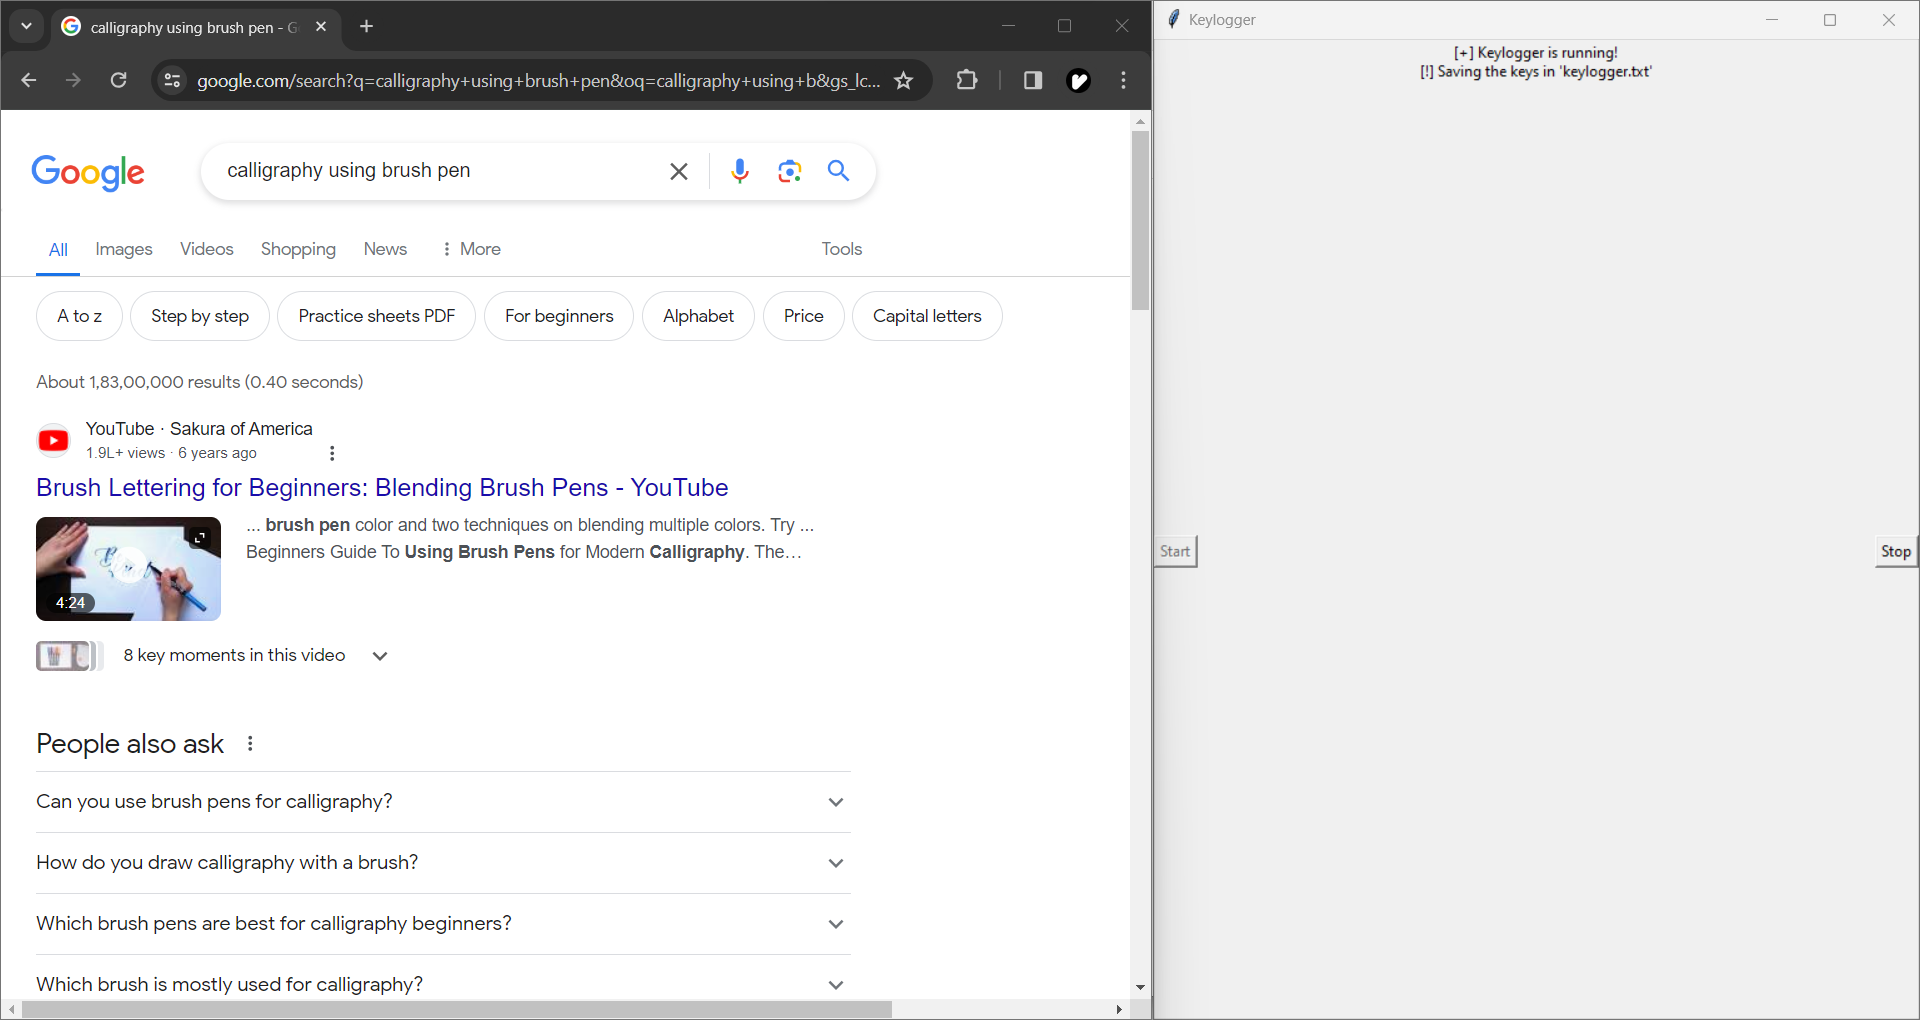 calligraphy using brush pen - G
google.com/search?q=calligraphy+using+brush+pen&oq=calligraphy+using+b&gs_lc...
Google
calligraphy using brush pen
All Images Videos Shopping News More Tools
A to z Step by step Practice sheets PDF For beginners Alphabet Price Capital letters
About 1,83,00,000 results (0.40 seconds)
YouTube · Sakura of America
1.9L+ views · 6 years ago
Brush Lettering for Beginners: Blending Brush Pens - YouTube
... brush pen color and two techniques on blending multiple colors. Try ...
Beginners Guide To Using Brush Pens for Modern Calligraphy. The...
4:24
8 key moments in this video
People also ask
Can you use brush pens for calligraphy?
How do you draw calligraphy with a brush?
Which brush pens are best for calligraphy beginners?
Which brush is mostly used for calligraphy?
Keylogger
[+] Keylogger is running!
[!] Saving the keys in 'keylogger.txt'
Start Stop